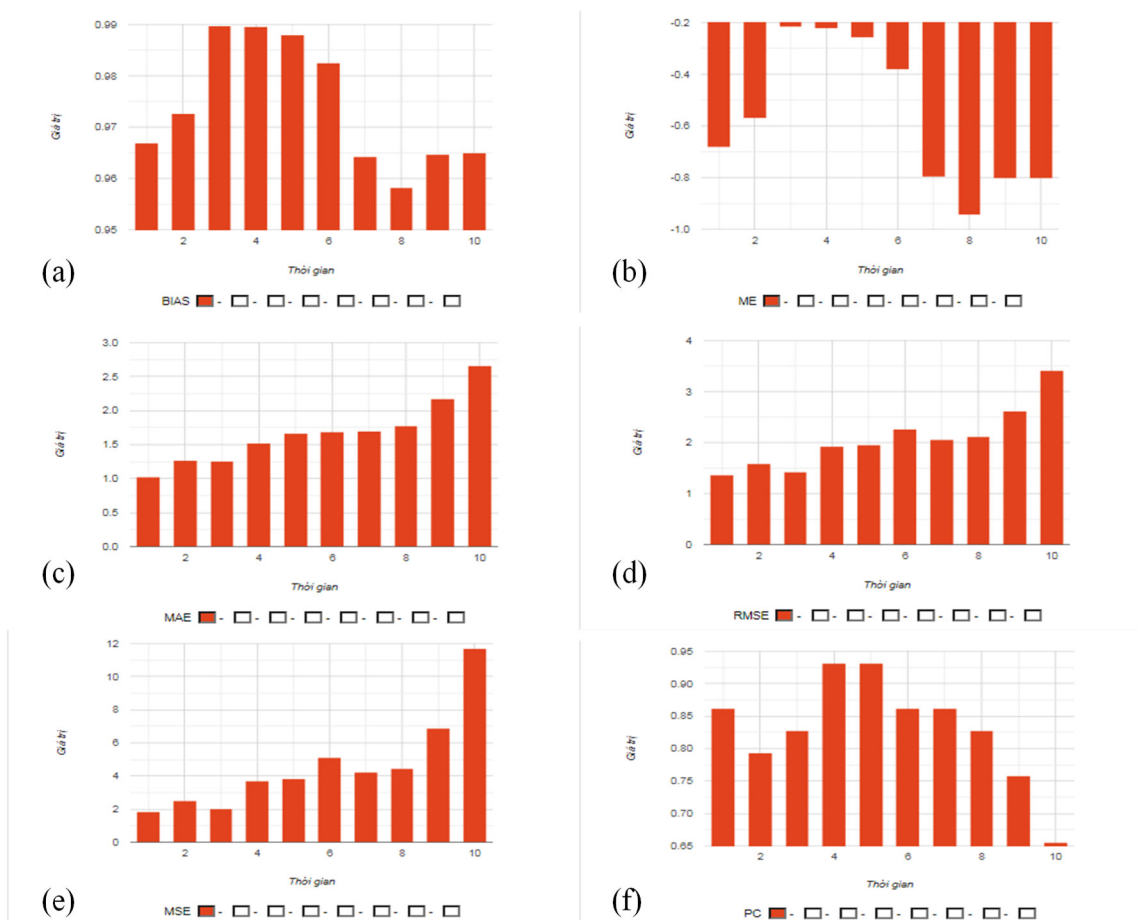 0.99
0.98
0.97
0.96
0.95
Giá trị
2 4 6 8 10
Thời gian
(a)
BIAS - - - - - - - -
-0.2
-0.4
-0.6
-0.8
-1.0
Giá trị
2 4 6 8 10
Thời gian
(b)
ME - - - - - - - -
3.0
2.5
2.0
1.5
1.0
0.5
0.0
Giá trị
2 4 6 8 10
Thời gian
(c)
MAE - - - - - - - -
4
3
2
1
0
Giá trị
2 4 6 8 10
Thời gian
(d)
RMSE - - - - - - - -
12
10
8
6
4
2
0
Giá trị
2 4 6 8 10
Thời gian
(e)
MSE - - - - - - - -
0.95
0.90
0.85
0.80
0.75
0.70
0.65
Giá trị
2 4 6 8 10
Thời gian
(f)
PC - - - - - - - -